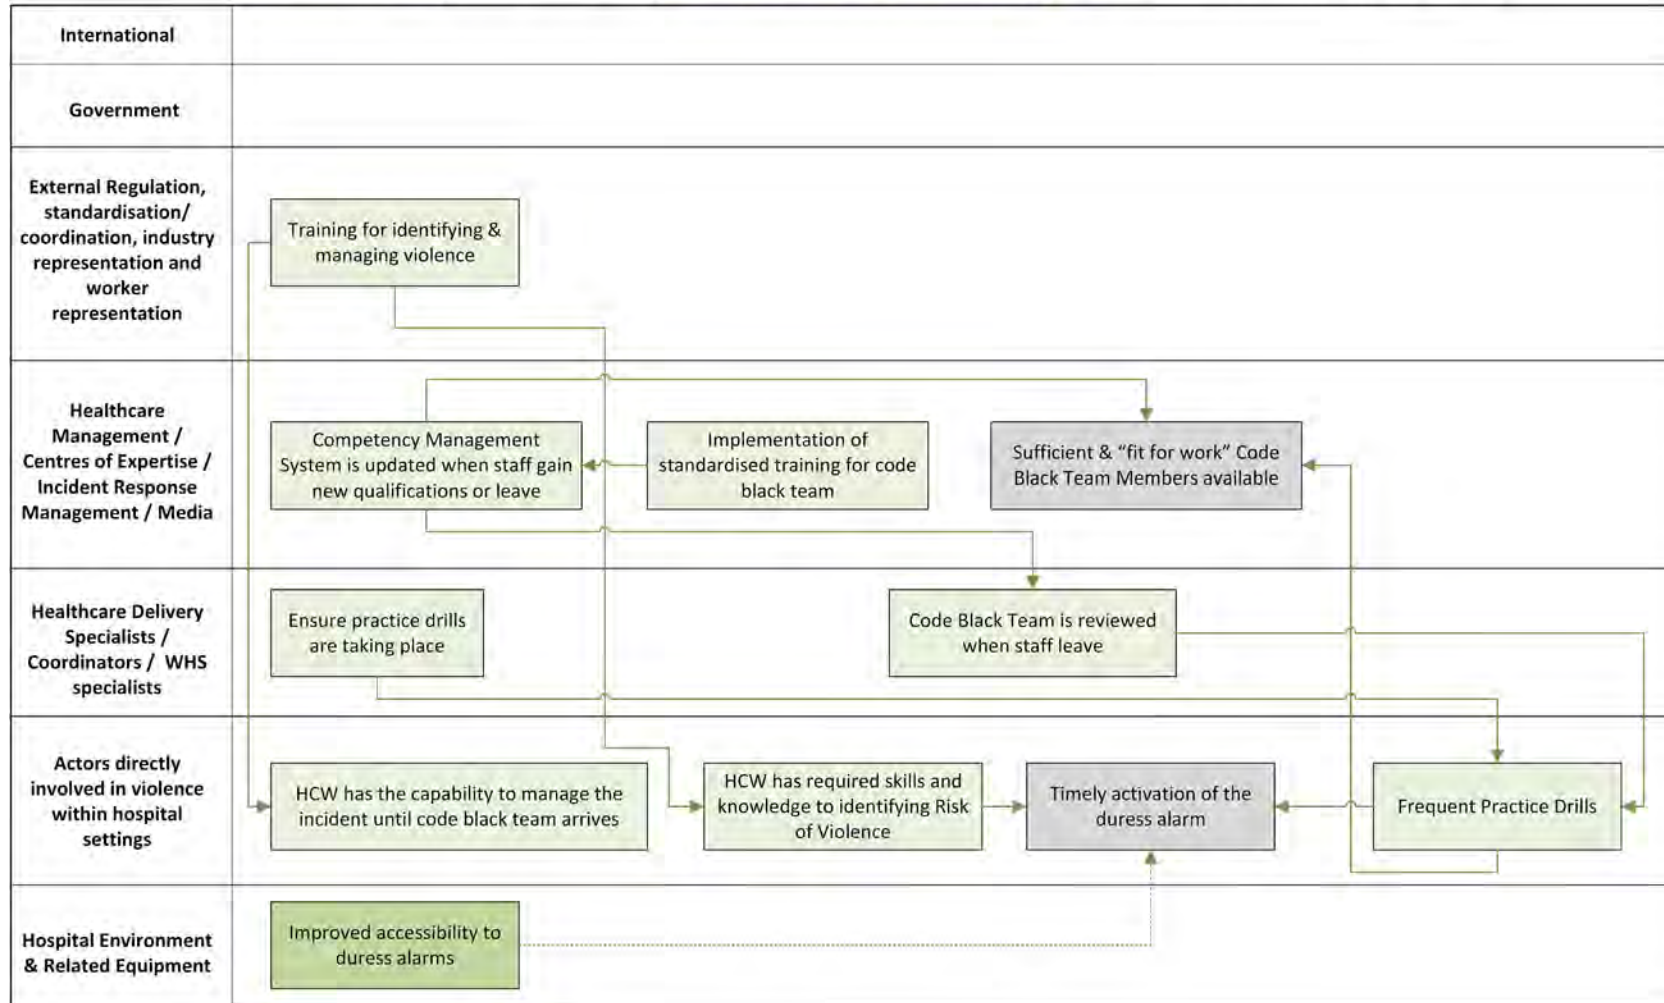 International
Government
External Regulation,
standardisation/
coordination, industry
representation and
worker
representation
Training for identifying &
managing violence
Healthcare
Management /
Centres of Expertise /
Incident Response
Management / Media
Competency Management
System is updated when staff gain
new qualifications or leave
Implementation of
standardised training for code
black team
Sufficient & “fit for work” Code
Black Team Members available
Healthcare Delivery
Specialists /
Coordinators / WHS
specialists
Ensure practice drills
are taking place
Code Black Team is reviewed
when staff leave
Actors directly
involved in violence
within hospital
settings
HCW has the capability to manage the
incident until code black team arrives
HCW has required skills and
knowledge to identifying Risk
of Violence
Timely activation of the
duress alarm
Frequent Practice Drills
Hospital Environment
& Related Equipment
Improved accessibility to
duress alarms